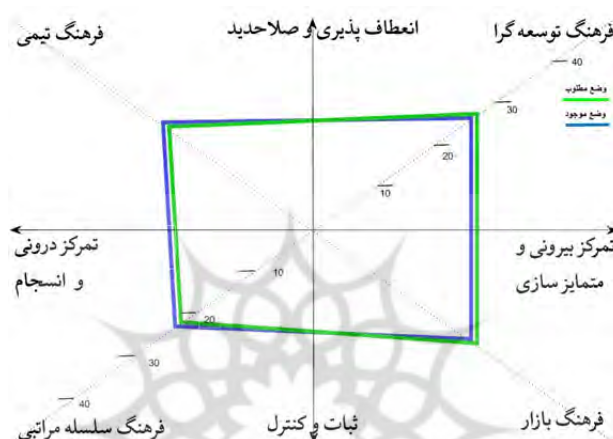 فرهنگ توسعه گرا
انعطاف پذیری و صلاحدید
فرهنگ تیمی
40
وضع مطلوب
30
وضع موجود
20
10
تمرکز بیرونی و
متمایز سازی
تمرکز درونی
و انسجام
10
20
30
40
فرهنگ بازار
ثبات و کنترل
فرهنگ سلسله مراتبی